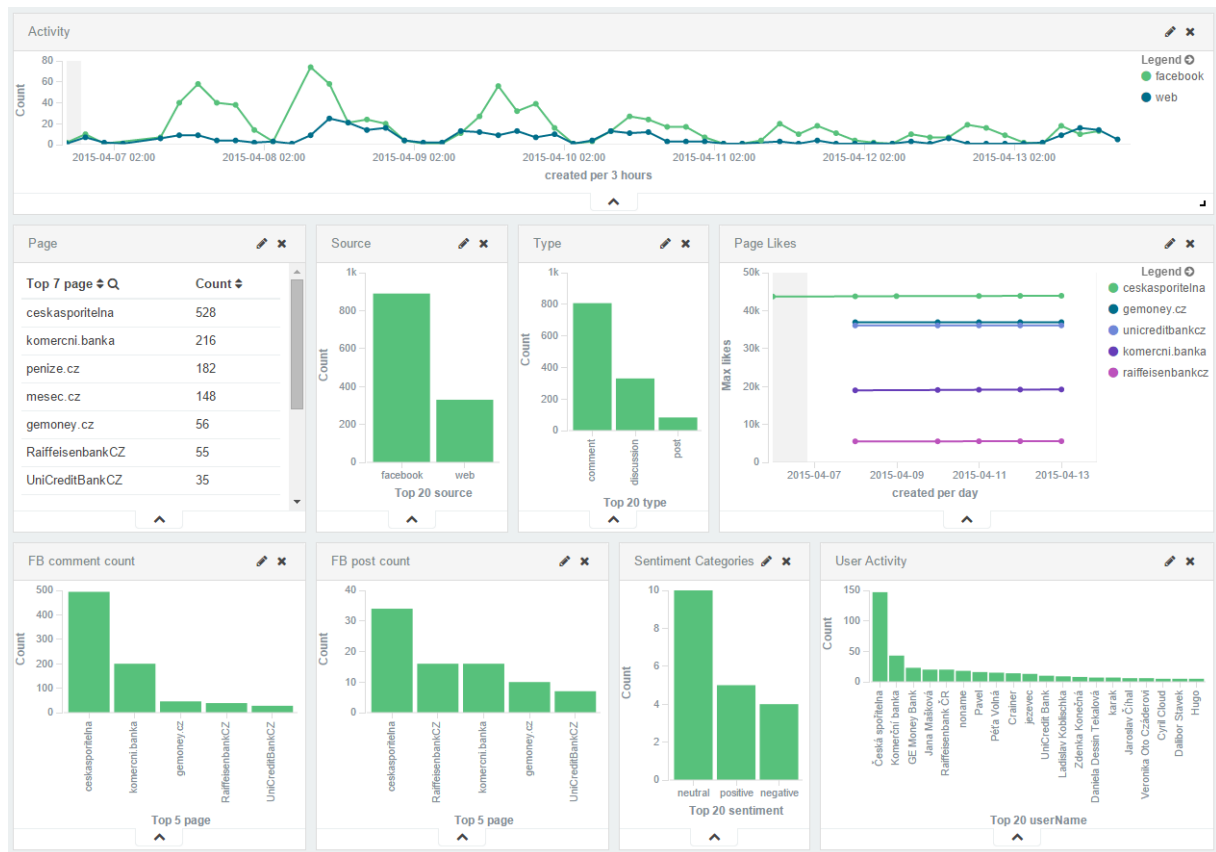 Activity
Count
80
60
40
20
0
2015-04-07 02:00 2015-04-08 02:00 2015-04-09 02:00 2015-04-10 02:00 2015-04-11 02:00 2015-04-12 02:00 2015-04-13 02:00
created per 3 hours
Legend
facebook
web
Page
Top 7 page Count
ceskasporitelna 528
komercni.banka 216
penize.cz 182
mesec.cz 148
gemoney.cz 56
RaiffeisenbankCZ 55
UniCreditBankCZ 35
Source
Count
1k
800
600
400
200
0
facebook web
Top 20 source
Type
Count
1k
800
600
400
200
0
comment discussion post
Top 20 type
Page Likes
Max likes
50k
40k
30k
20k
10k
0
2015-04-07 2015-04-09 2015-04-11 2015-04-13
created per day
Legend
ceskasporitelna
gemoney.cz
unicreditbankcz
komercni.banka
raiffeisenbankcz
FB comment count
Count
500
400
300
200
100
0
ceskasporitelna
komercni.banka
gemoney.cz
RaiffeisenbankCZ
UniCreditBankCZ
Top 5 page
FB post count
Count
40
30
20
10
0
ceskasporitelna
RaiffeisenbankCZ
komercni.banka
gemoney.cz
UniCreditBankCZ
Top 5 page
Sentiment Categories
Count
10
8
6
4
2
0
neutral positive negative
Top 20 sentiment
User Activity
Count
150
100
50
0
Česká spořitelna
Komerční banka
GE Money Bank
Jana Mašková
Raiffeisenbank ČR
noname
Pavel
Péťa Volná
Crainer
jezevec
UniCredit Bank
Ladislav Koblischka
Zdenka Konečná
Daniela Dessin Tekalová
karak
Jaroslav Číhal
Veronika Oto Czáderovi
Cyril Cloud
Dalibor Stavek
Hugo
Top 20 userName